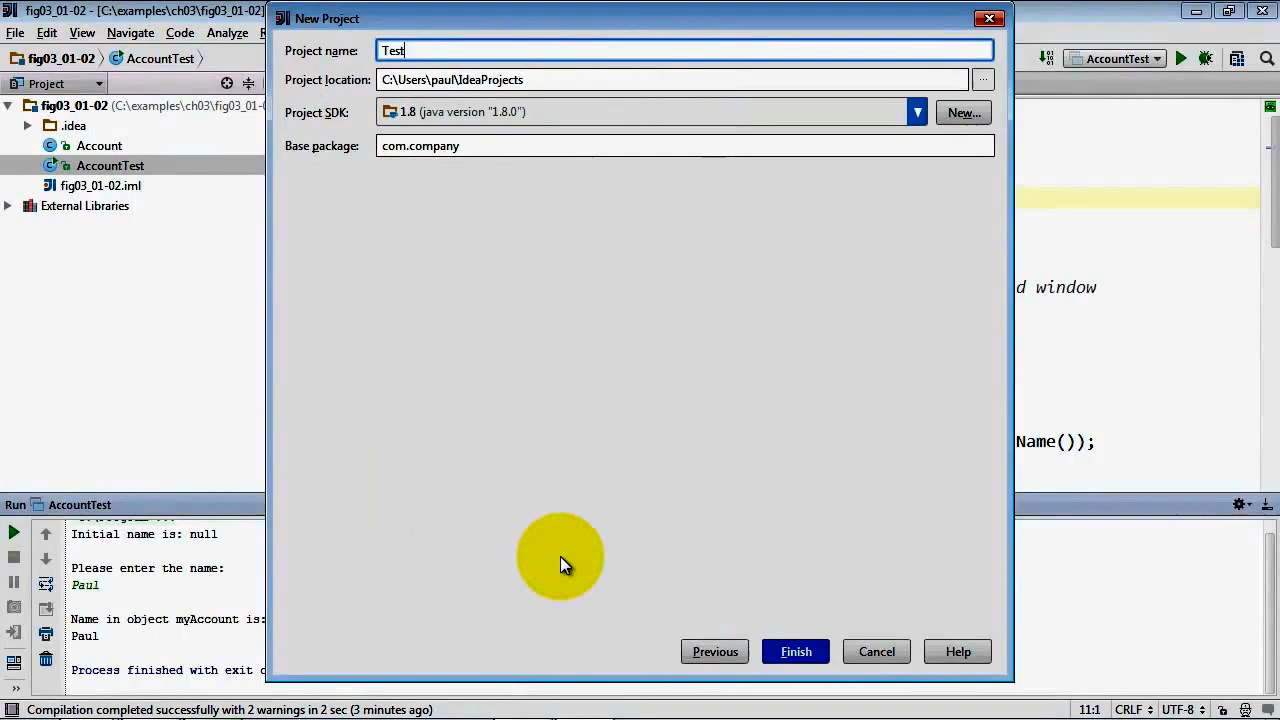 fig03_01-02 - [C:\examples\ch03\fig03_01-02]
New Project
File Edit View Navigate Code Analyze
fig03_01-02 AccountTest
AccountTest
Project
fig03_01-02 (C:\examples\ch03\fig03_01-0
.idea
Account
AccountTest
fig03_01-02.iml
External Libraries
Project name: Test
Project location: C:\Users\paul\IdeaProjects
...
Project SDK: 1.8 (java version "1.8.0")
New...
Base package: com.company
d window
Name());
Previous Finish Cancel Help
Run AccountTest
Initial name is: null
Please enter the name:
Paul
Name in object myAccount is:
Paul
Process finished with exit c
Compilation completed successfully with 2 warnings in 2 sec (3 minutes ago)
11:1 CRLF UTF-8